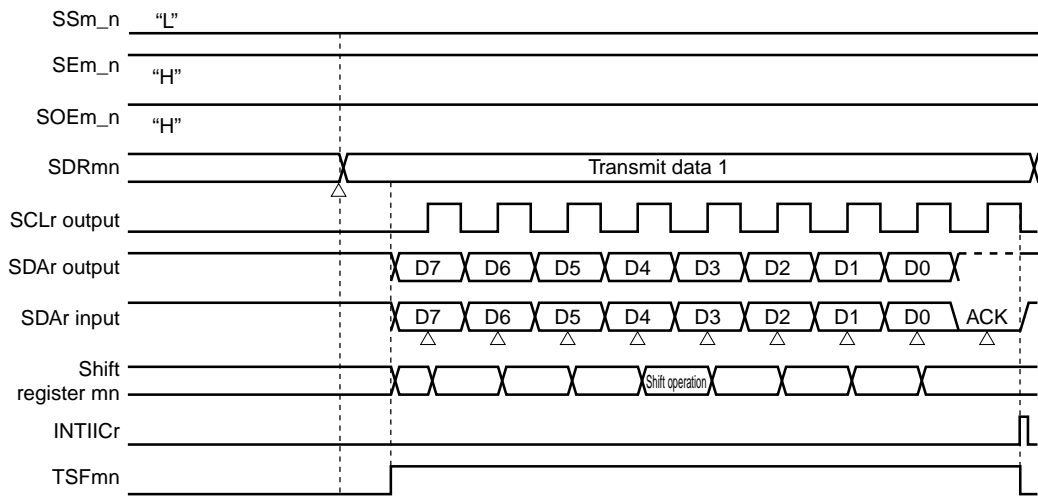 SSm_n “L”
SEm_n “H”
SOEm_n “H”
SDRmn Transmit data 1
SCLr output
SDAr output D7 D6 D5 D4 D3 D2 D1 D0
SDAr input D7 D6 D5 D4 D3 D2 D1 D0 ACK
Shift
register mn Shift operation
INTIICr
TSFmn